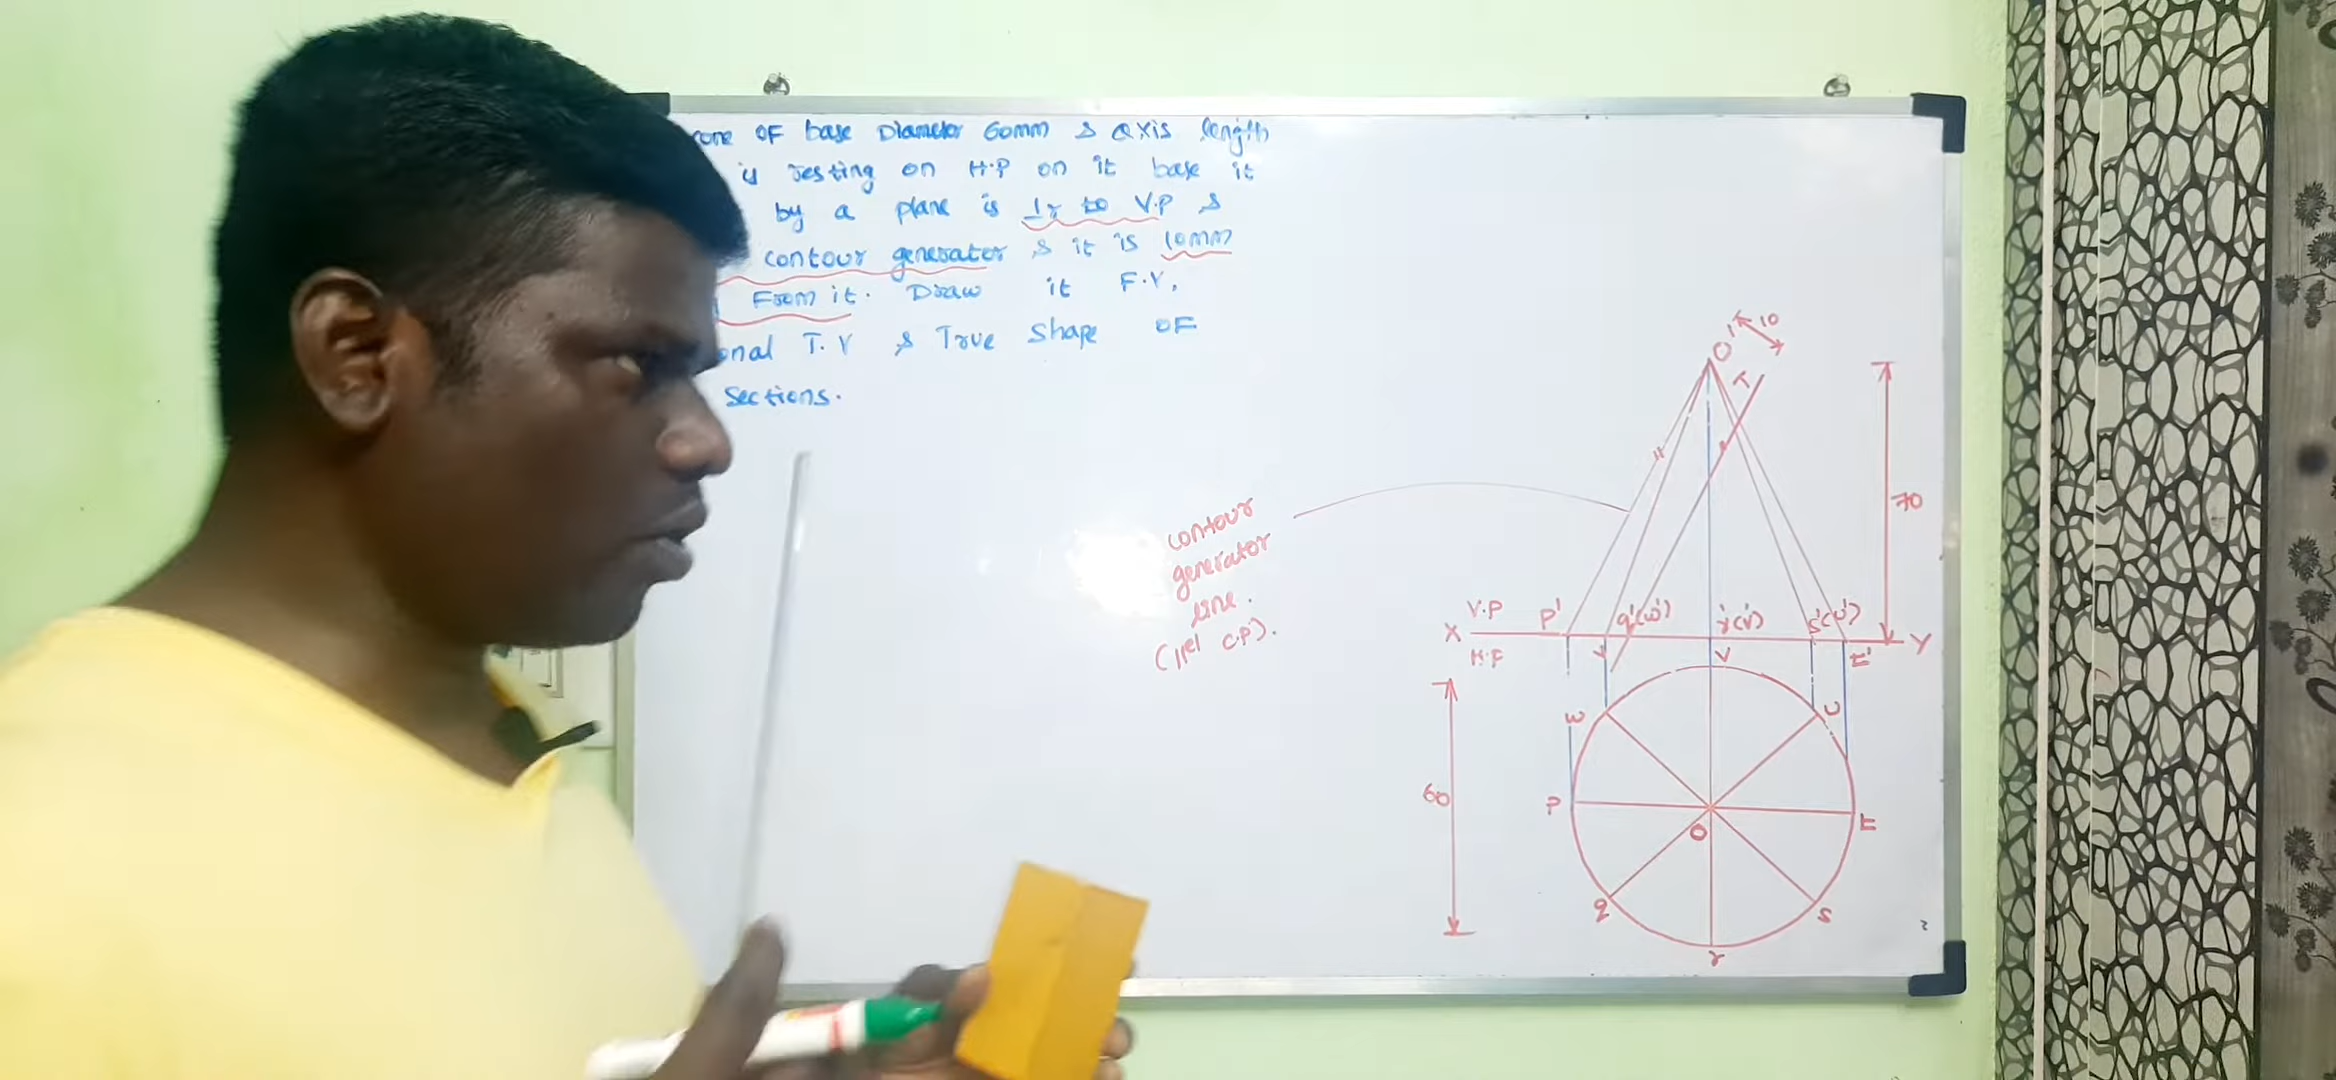 cone OF base Diameter 60mm & axis length
is resting on H.P on it base it
by a plane is ⊥r to V.P &
contour generator & it is 10mm
From it. Draw it F.V,
onal T.V & True shape OF
sections.
10
O'
T
70
contour
generator
line.
(llel C.P).
V.P
P'
q'(w')
r'(v')
s'(u')
X
Y
H.P
t'
V
w
u
60
P
O
t
q
s
r